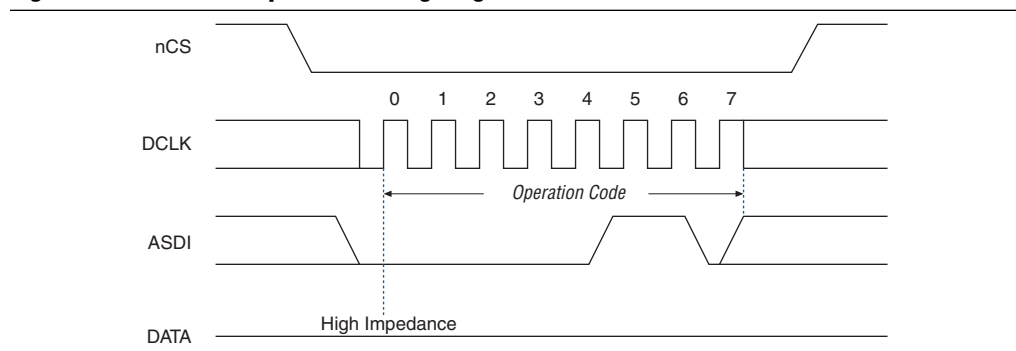 nCS
0 1 2 3 4 5 6 7
DCLK
Operation Code
ASDI
High Impedance
DATA